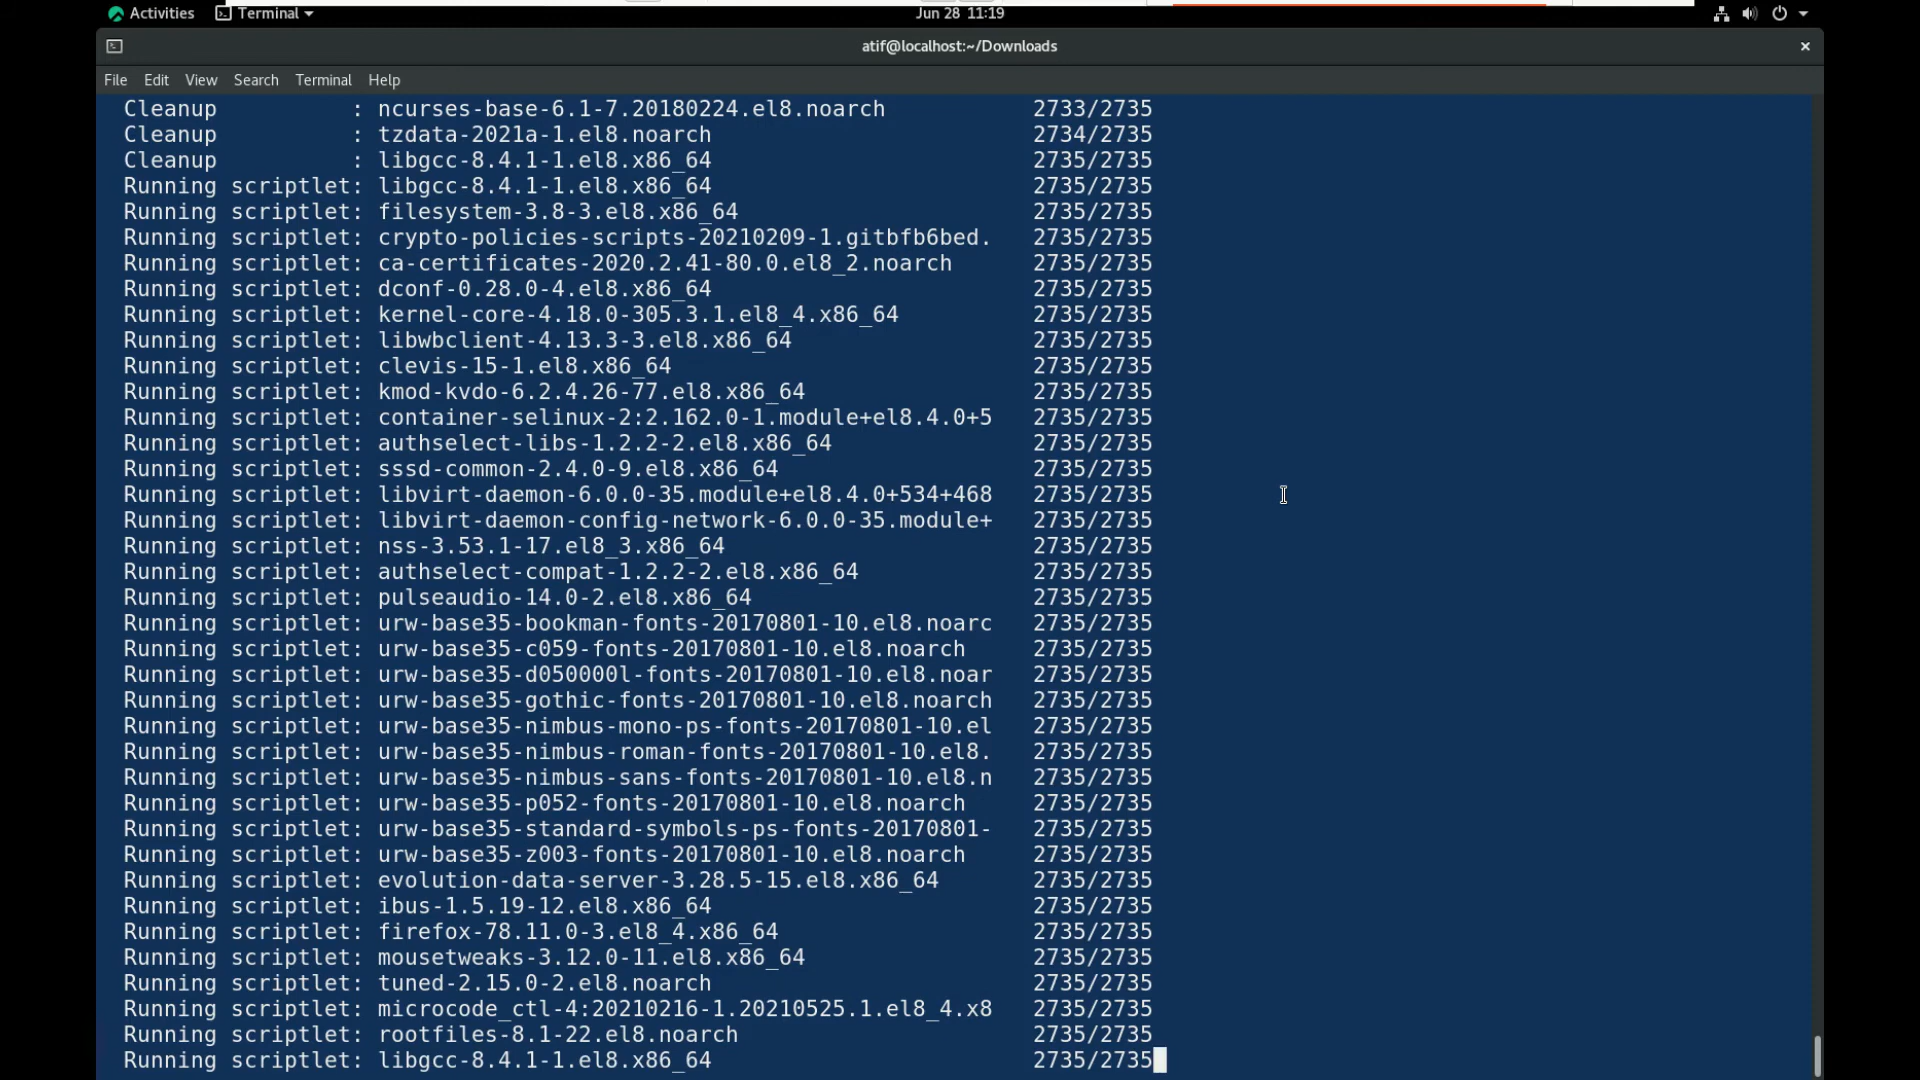 Activities Terminal Jun 28 11:19
atif@localhost:~/Downloads
File Edit View Search Terminal Help
Cleanup : ncurses-base-6.1-7.20180224.el8.noarch 2733/2735
Cleanup : tzdata-2021a-1.el8.noarch 2734/2735
Cleanup : libgcc-8.4.1-1.el8.x86_64 2735/2735
Running scriptlet: libgcc-8.4.1-1.el8.x86_64 2735/2735
Running scriptlet: filesystem-3.8-3.el8.x86_64 2735/2735
Running scriptlet: crypto-policies-scripts-20210209-1.gitbfb6bed. 2735/2735
Running scriptlet: ca-certificates-2020.2.41-80.0.el8_2.noarch 2735/2735
Running scriptlet: dconf-0.28.0-4.el8.x86_64 2735/2735
Running scriptlet: kernel-core-4.18.0-305.3.1.el8_4.x86_64 2735/2735
Running scriptlet: libwbclient-4.13.3-3.el8.x86_64 2735/2735
Running scriptlet: clevis-15-1.el8.x86_64 2735/2735
Running scriptlet: kmod-kvdo-6.2.4.26-77.el8.x86_64 2735/2735
Running scriptlet: container-selinux-2:2.162.0-1.module+el8.4.0+5 2735/2735
Running scriptlet: authselect-libs-1.2.2-2.el8.x86_64 2735/2735
Running scriptlet: sssd-common-2.4.0-9.el8.x86_64 2735/2735
Running scriptlet: libvirt-daemon-6.0.0-35.module+el8.4.0+534+468 2735/2735
Running scriptlet: libvirt-daemon-config-network-6.0.0-35.module+ 2735/2735
Running scriptlet: nss-3.53.1-17.el8_3.x86_64 2735/2735
Running scriptlet: authselect-compat-1.2.2-2.el8.x86_64 2735/2735
Running scriptlet: pulseaudio-14.0-2.el8.x86_64 2735/2735
Running scriptlet: urw-base35-bookman-fonts-20170801-10.el8.noarc 2735/2735
Running scriptlet: urw-base35-c059-fonts-20170801-10.el8.noarch 2735/2735
Running scriptlet: urw-base35-d050000l-fonts-20170801-10.el8.noar 2735/2735
Running scriptlet: urw-base35-gothic-fonts-20170801-10.el8.noarch 2735/2735
Running scriptlet: urw-base35-nimbus-mono-ps-fonts-20170801-10.el 2735/2735
Running scriptlet: urw-base35-nimbus-roman-fonts-20170801-10.el8. 2735/2735
Running scriptlet: urw-base35-nimbus-sans-fonts-20170801-10.el8.n 2735/2735
Running scriptlet: urw-base35-p052-fonts-20170801-10.el8.noarch 2735/2735
Running scriptlet: urw-base35-standard-symbols-ps-fonts-20170801- 2735/2735
Running scriptlet: urw-base35-z003-fonts-20170801-10.el8.noarch 2735/2735
Running scriptlet: evolution-data-server-3.28.5-15.el8.x86_64 2735/2735
Running scriptlet: ibus-1.5.19-12.el8.x86_64 2735/2735
Running scriptlet: firefox-78.11.0-3.el8_4.x86_64 2735/2735
Running scriptlet: mousetweaks-3.12.0-11.el8.x86_64 2735/2735
Running scriptlet: tuned-2.15.0-2.el8.noarch 2735/2735
Running scriptlet: microcode_ctl-4:20210216-1.20210525.1.el8_4.x8 2735/2735
Running scriptlet: rootfiles-8.1-22.el8.noarch 2735/2735
Running scriptlet: libgcc-8.4.1-1.el8.x86_64 2735/2735